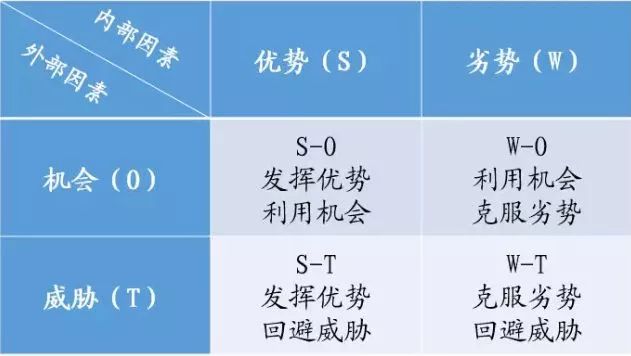 内部因素
外部因素
优势（S）
劣势（W）
机会（O）
S-O
发挥优势
利用机会
W-O
利用机会
克服劣势
威胁（T）
S-T
发挥优势
回避威胁
W-T
克服劣势
回避威胁